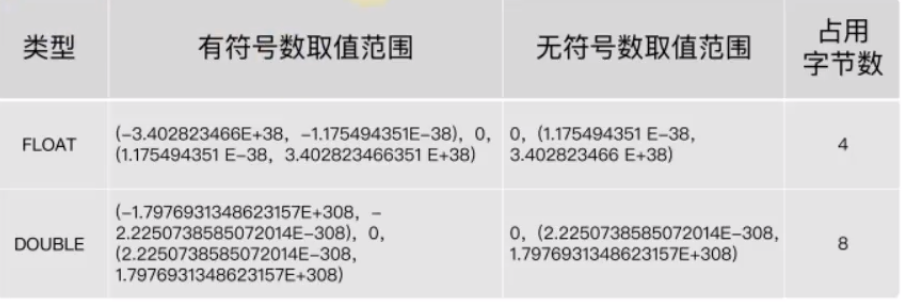 类型
有符号数取值范围
无符号数取值范围
占用
字节数
FLOAT
(-3.402823466E+38，-1.175494351E-38)，0，
(1.175494351 E-38，3.402823466351 E+38)
0，(1.175494351 E-38，
3.402823466 E+38)
4
DOUBLE
(-1.7976931348623157E+308，-
2.2250738585072014E-308)，0，
(2.2250738585072014E-308，
1.7976931348623157E+308)
0，(2.2250738585072014E-308，
1.7976931348623157E+308)
8